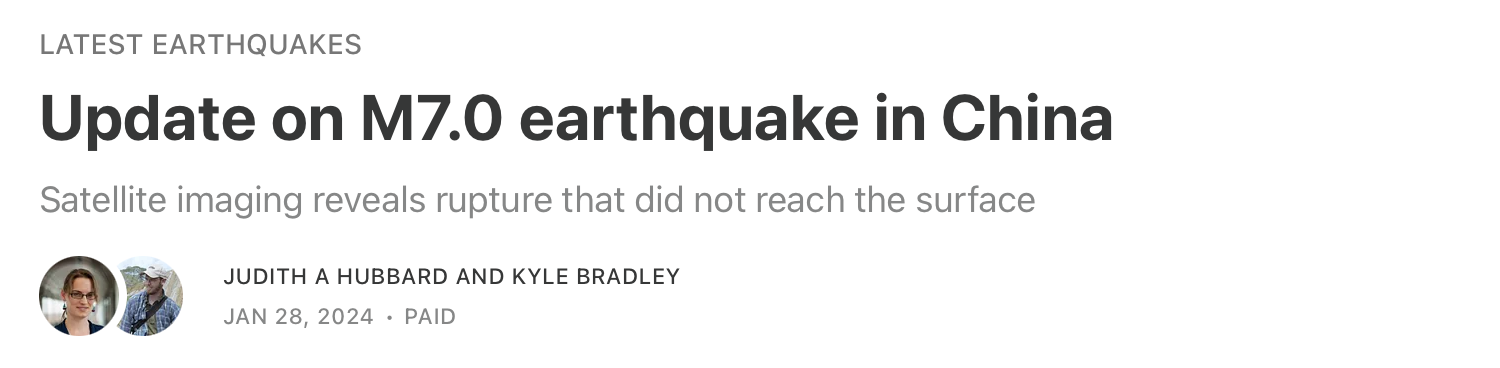 LATEST EARTHQUAKES
Update on M7.0 earthquake in China
Satellite imaging reveals rupture that did not reach the surface
JUDITH A HUBBARD AND KYLE BRADLEY
JAN 28, 2024 • PAID